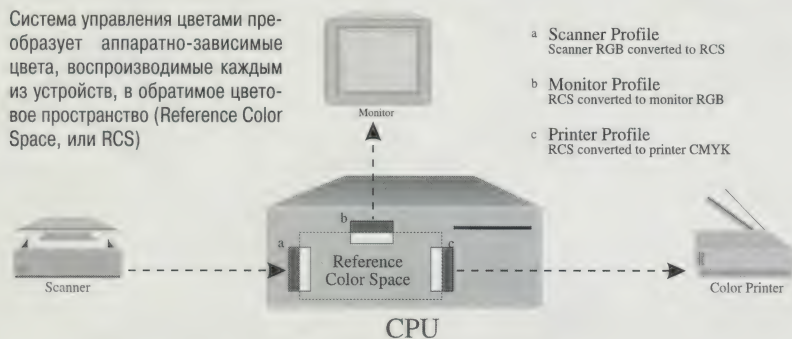 Система управления цветами пре-
образует аппаратно-зависимые
цвета, воспроизводимые каждым
из устройств, в обратимое цвето-
вое пространство (Reference Color
Space, или RCS)
Monitor
a Scanner Profile
Scanner RGB converted to RCS
b Monitor Profile
RCS converted to monitor RGB
c Printer Profile
RCS converted to printer CMYK
b
a
c
Reference
Color Space
Scanner
Color Printer
CPU